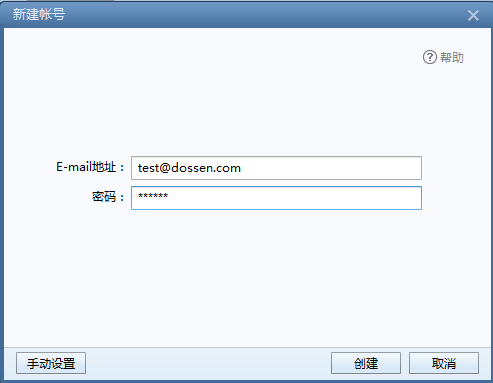 新建帐号
帮助
E-mail地址： test@dossen.com
密码： ******
手动设置 创建 取消